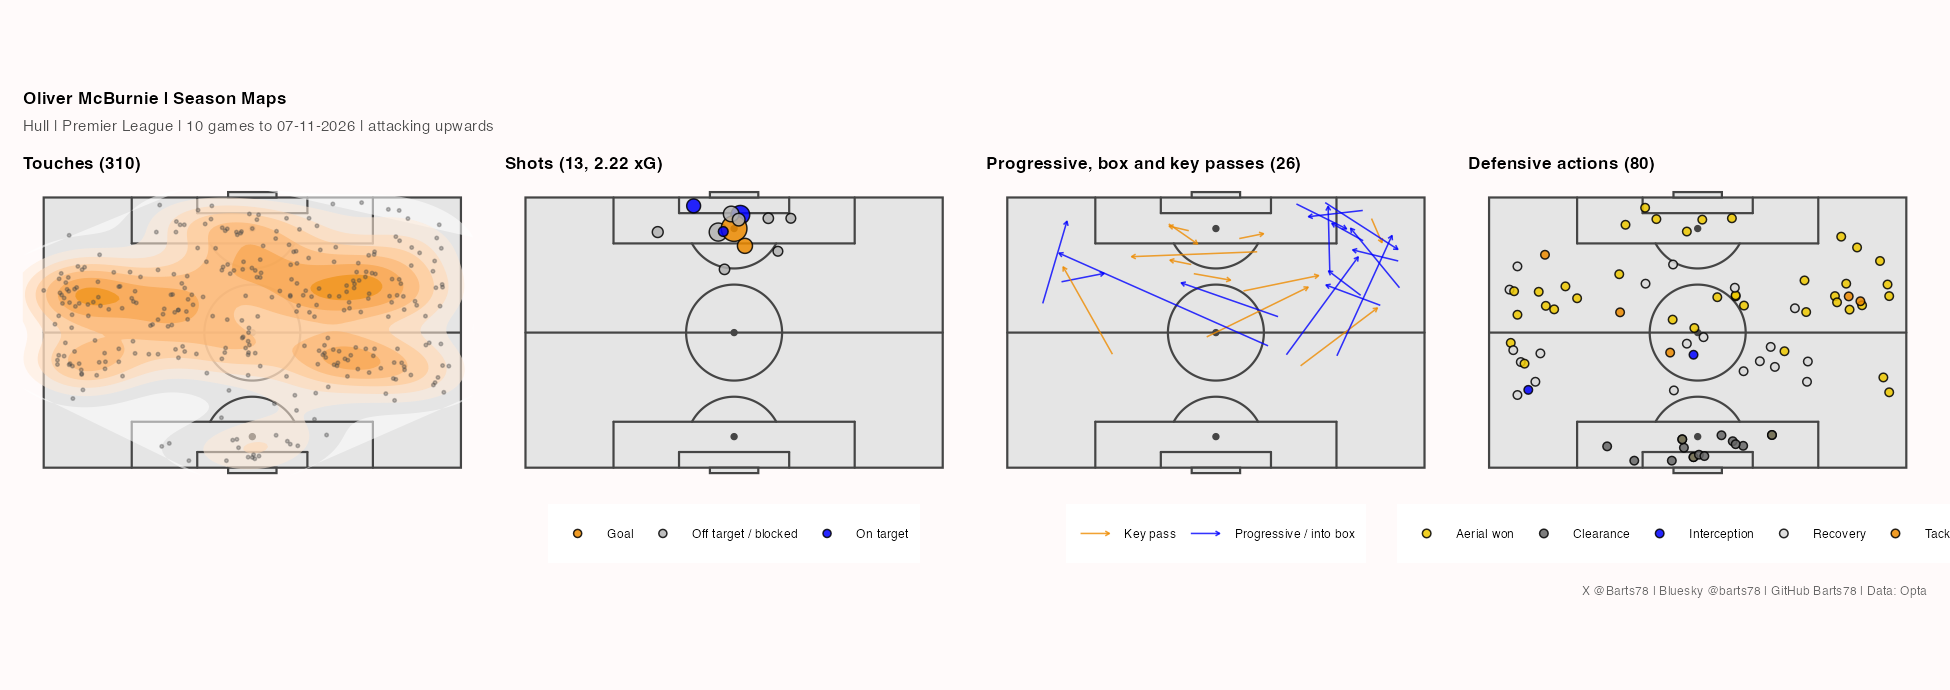 Oliver McBurnie | Season Maps
Hull | Premier League | 10 games to 07-11-2026 | attacking upwards
Touches (310)
Shots (13, 2.22 xG)
Progressive, box and key passes (26)
Defensive actions (80)
Goal
Off target / blocked
On target
Key pass
Progressive / into box
Aerial won
Clearance
Interception
Recovery
Tack
X @Barts78 | Bluesky @barts78 | GitHub Barts78 | Data: Opta